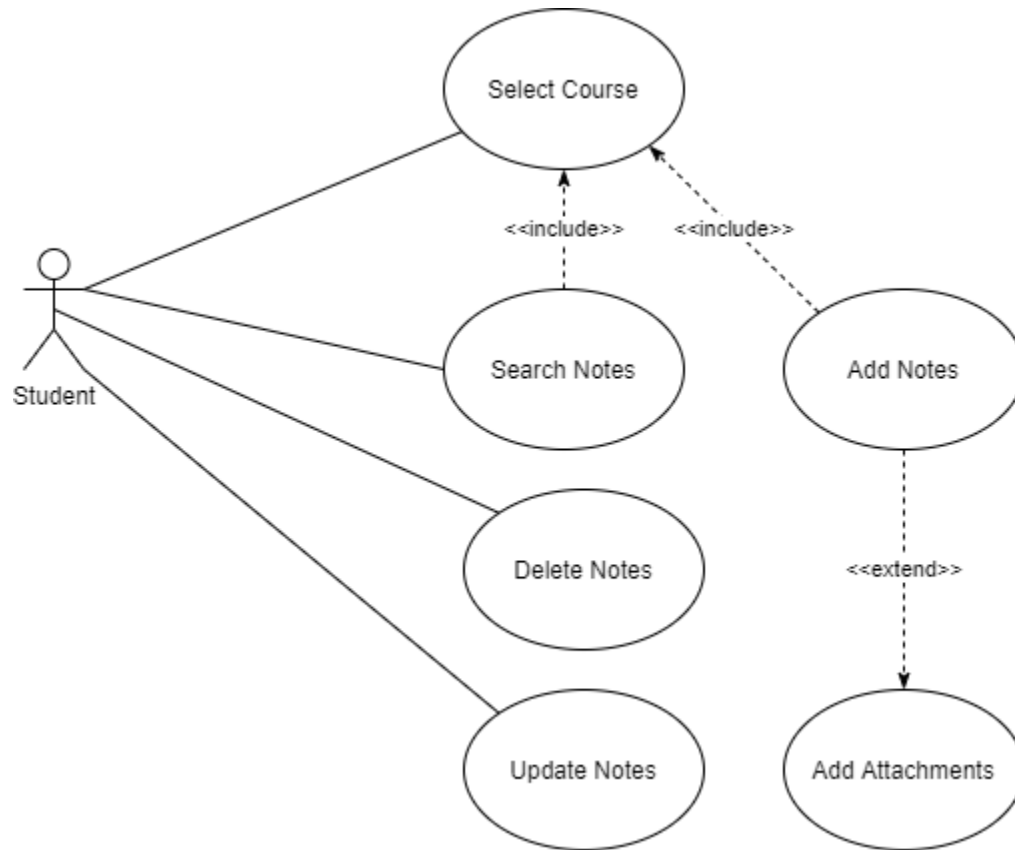 Select Course
<<include>>
<<include>>
Student
Search Notes
Add Notes
Delete Notes
<<extend>>
Update Notes
Add Attachments